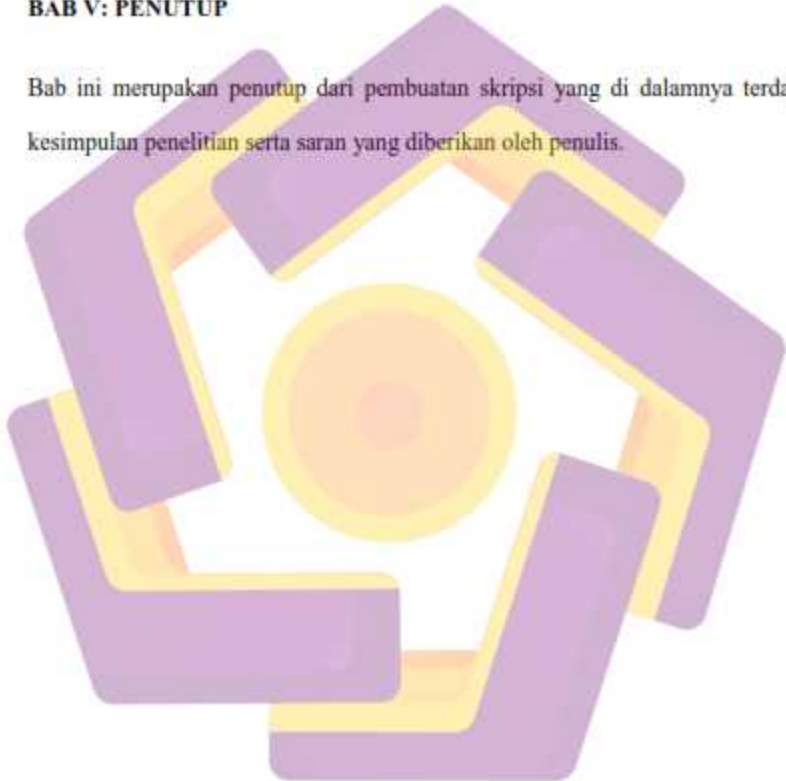 BAB V: PENUTUP
Bab ini merupakan penutup dari pembuatan skripsi yang di dalamnya terda
kesimpulan penelitian serta saran yang diberikan oleh penulis.